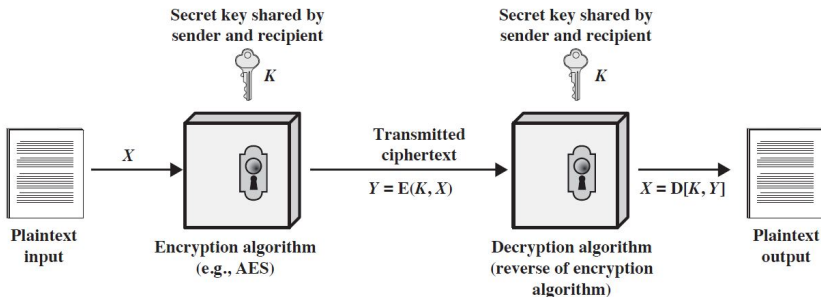 Secret key shared by
sender and recipient
K
Secret key shared by
sender and recipient
K
X
Transmitted
ciphertext
Y = E(K, X)
X = D[K, Y]
Plaintext
input
Encryption algorithm
(e.g., AES)
Decryption algorithm
(reverse of encryption
algorithm)
Plaintext
output